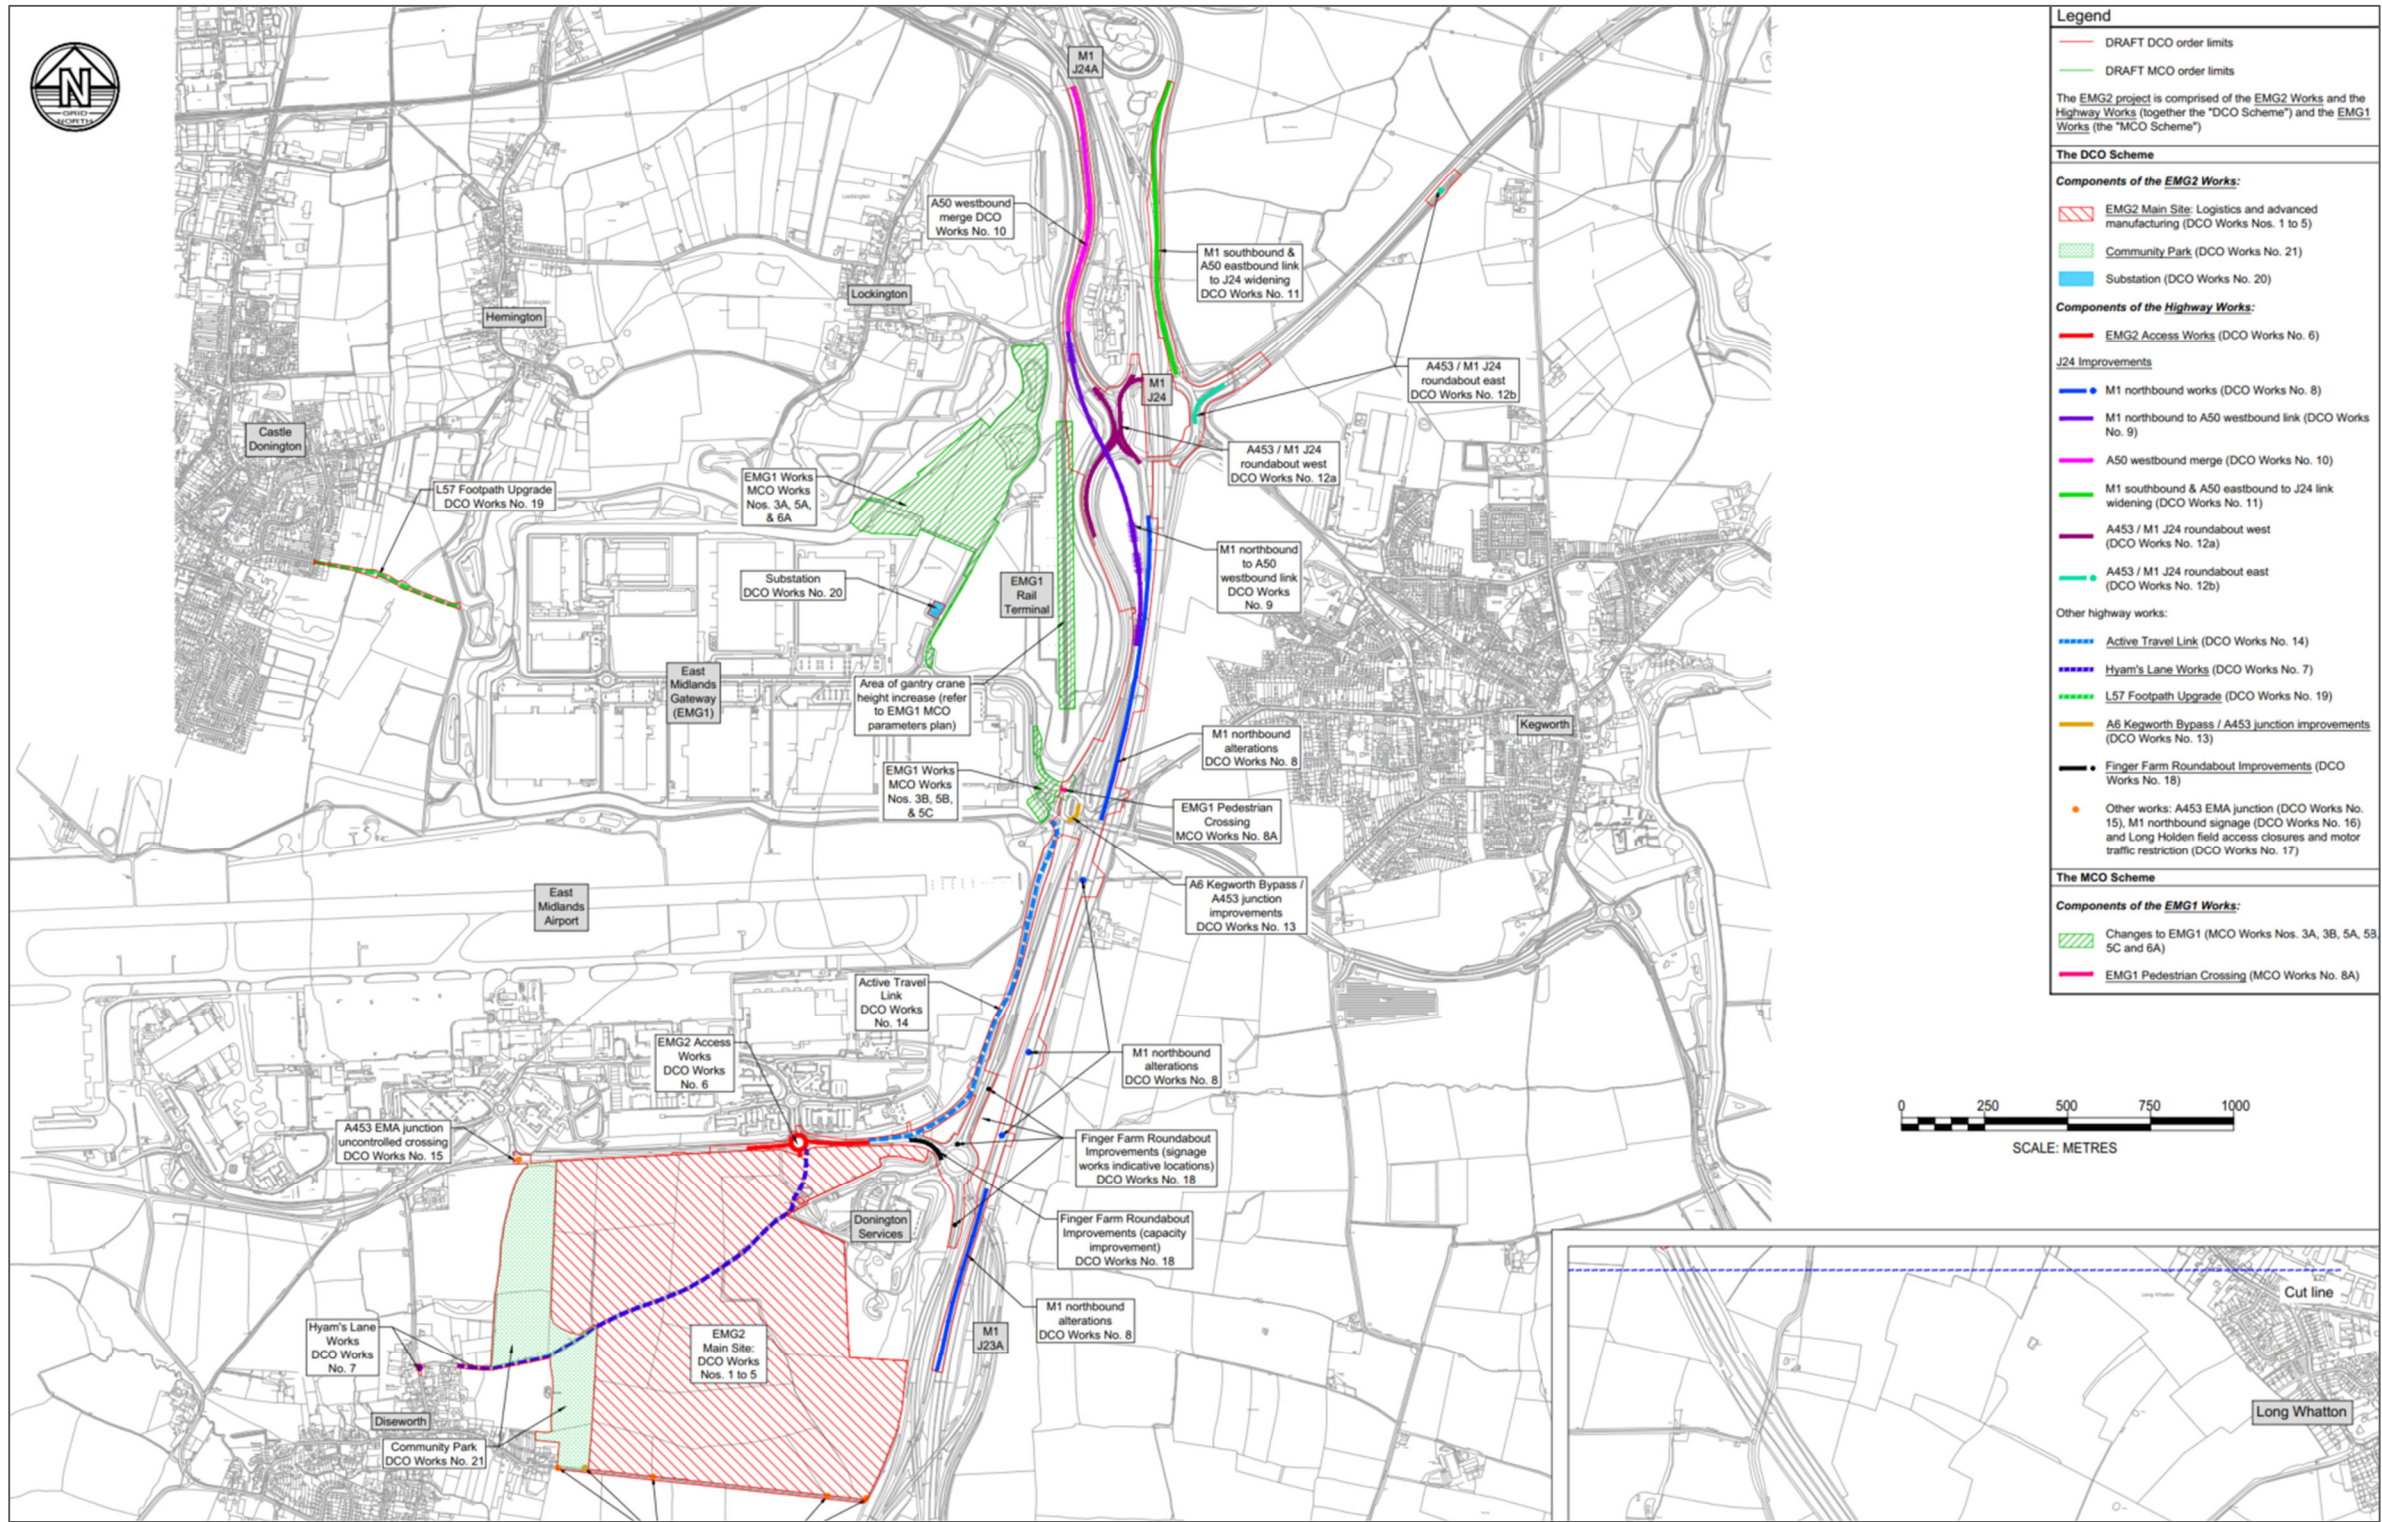 GRID
NORTH
N
M1
J24A
A50 westbound
merge DCO
Works No. 10
M1 southbound &
A50 eastbound link
to J24 widening
DCO Works No. 11
Lockington
Lockington
Hemington
Hemington
A453 / M1 J24
roundabout east
DCO Works No. 12b
M1
J24
Castle
Donington
A453 / M1 J24
roundabout west
DCO Works No. 12a
EMG1 Works
MCO Works
Nos. 3A, 5A,
& 6A
L57 Footpath Upgrade
DCO Works No. 19
M1 northbound
to A50
westbound link
DCO Works
No. 9
Substation
DCO Works No. 20
EMG1
Rail
Terminal
East
Midlands
Gateway
(EMG1)
Area of gantry crane
height increase (refer
to EMG1 MCO
parameters plan)
Kegworth
M1 northbound
alterations
DCO Works No. 8
EMG1 Works
MCO Works
Nos. 3B, 5B,
& 5C
EMG1 Pedestrian
Crossing
MCO Works No. 8A
East
Midlands
Airport
A6 Kegworth Bypass /
A453 junction
improvements
DCO Works No. 13
Active Travel
Link
DCO Works
No. 14
EMG2 Access
Works
DCO Works
No. 6
M1 northbound
alterations
DCO Works No. 8
A453 EMA junction
uncontrolled crossing
DCO Works No. 15
Finger Farm Roundabout
Improvements (signage
works indicative locations)
DCO Works No. 18
Donington
Services
Finger Farm Roundabout
Improvements (capacity
improvement)
DCO Works No. 18
M1 northbound
alterations
DCO Works No. 8
Hyam's Lane
Works
DCO Works
No. 7
EMG2
Main Site:
DCO Works
Nos. 1 to 5
M1
J23A
Diseworth
Community Park
DCO Works No. 21
Legend
DRAFT DCO order limits
DRAFT MCO order limits
The EMG2 project is comprised of the EMG2 Works and the
Highway Works (together the "DCO Scheme") and the EMG1
Works (the "MCO Scheme")
The DCO Scheme
Components of the EMG2 Works:
EMG2 Main Site: Logistics and advanced
manufacturing (DCO Works Nos. 1 to 5)
Community Park (DCO Works No. 21)
Substation (DCO Works No. 20)
Components of the Highway Works:
EMG2 Access Works (DCO Works No. 6)
J24 Improvements
M1 northbound works (DCO Works No. 8)
M1 northbound to A50 westbound link (DCO Works
No. 9)
A50 westbound merge (DCO Works No. 10)
M1 southbound & A50 eastbound to J24 link
widening (DCO Works No. 11)
A453 / M1 J24 roundabout west
(DCO Works No. 12a)
A453 / M1 J24 roundabout east
(DCO Works No. 12b)
Other highway works:
Active Travel Link (DCO Works No. 14)
Hyam's Lane Works (DCO Works No. 7)
L57 Footpath Upgrade (DCO Works No. 19)
A6 Kegworth Bypass / A453 junction improvements
(DCO Works No. 13)
Finger Farm Roundabout Improvements (DCO
Works No. 18)
Other works: A453 EMA junction (DCO Works No.
15), M1 northbound signage (DCO Works No. 16)
and Long Holden field access closures and motor
traffic restriction (DCO Works No. 17)
The MCO Scheme
Components of the EMG1 Works:
Changes to EMG1 (MCO Works Nos. 3A, 3B, 5A, 5B,
5C and 6A)
EMG1 Pedestrian Crossing (MCO Works No. 8A)
0 250 500 750 1000
SCALE: METRES
Long Whatton
Cut line
Long Whatton